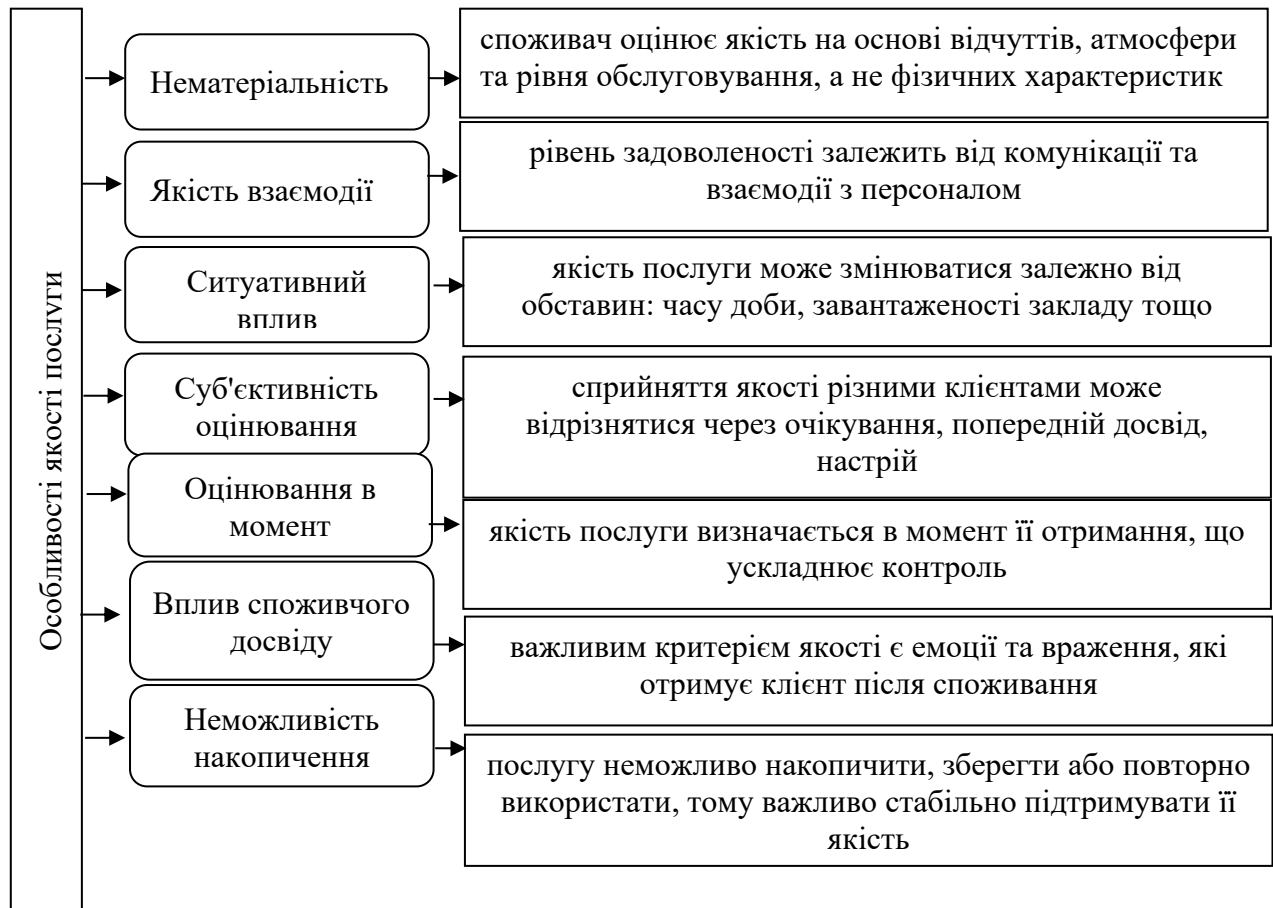 Особливості якості послуги
Нематеріальність
споживач оцінює якість на основі відчуттів, атмосфери
та рівня обслуговування, а не фізичних характеристик
Якість взаємодії
рівень задоволеності залежить від комунікації та
взаємодії з персоналом
Ситуативний
вплив
якість послуги може змінюватися залежно від
обставин: часу доби, завантаженості закладу тощо
Суб'єктивність
оцінювання
сприйняття якості різними клієнтами може
відрізнятися через очікування, попередній досвід,
настрій
Оцінювання в
момент
якість послуги визначається в момент її отримання, що
ускладнює контроль
Вплив споживчого
досвіду
важливим критерієм якості є емоції та враження, які
отримує клієнт після споживання
Неможливість
накопичення
послугу неможливо накопичити, зберегти або повторно
використати, тому важливо стабільно підтримувати її
якість